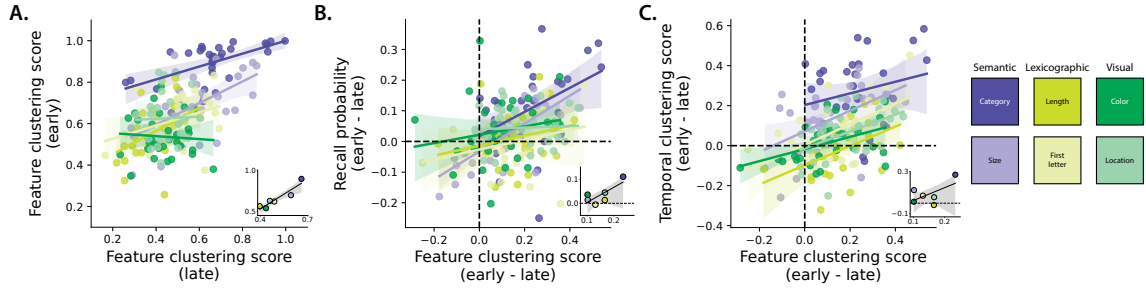 A.
Feature clustering score
(early)
1.0
0.8
0.6
0.4
0.2
0.2
0.4
0.6
0.8
1.0
Feature clustering score
(late)
1.0
0.5
0.4
0.7
B.
Recall probability
(early - late)
0.3
0.2
0.1
0.0
−0.1
−0.2
−0.2
0.0
0.2
0.4
Feature clustering score
(early - late)
0.1
0.0
0.1
0.2
C.
Temporal clustering score
(early - late)
0.6
0.4
0.2
0.0
−0.2
−0.4
−0.2
0.0
0.2
0.4
Feature clustering score
(early - late)
0.3
−0.1
0.1
0.2
Semantic Lexicographic Visual
Category Length Color
Size First letter Location